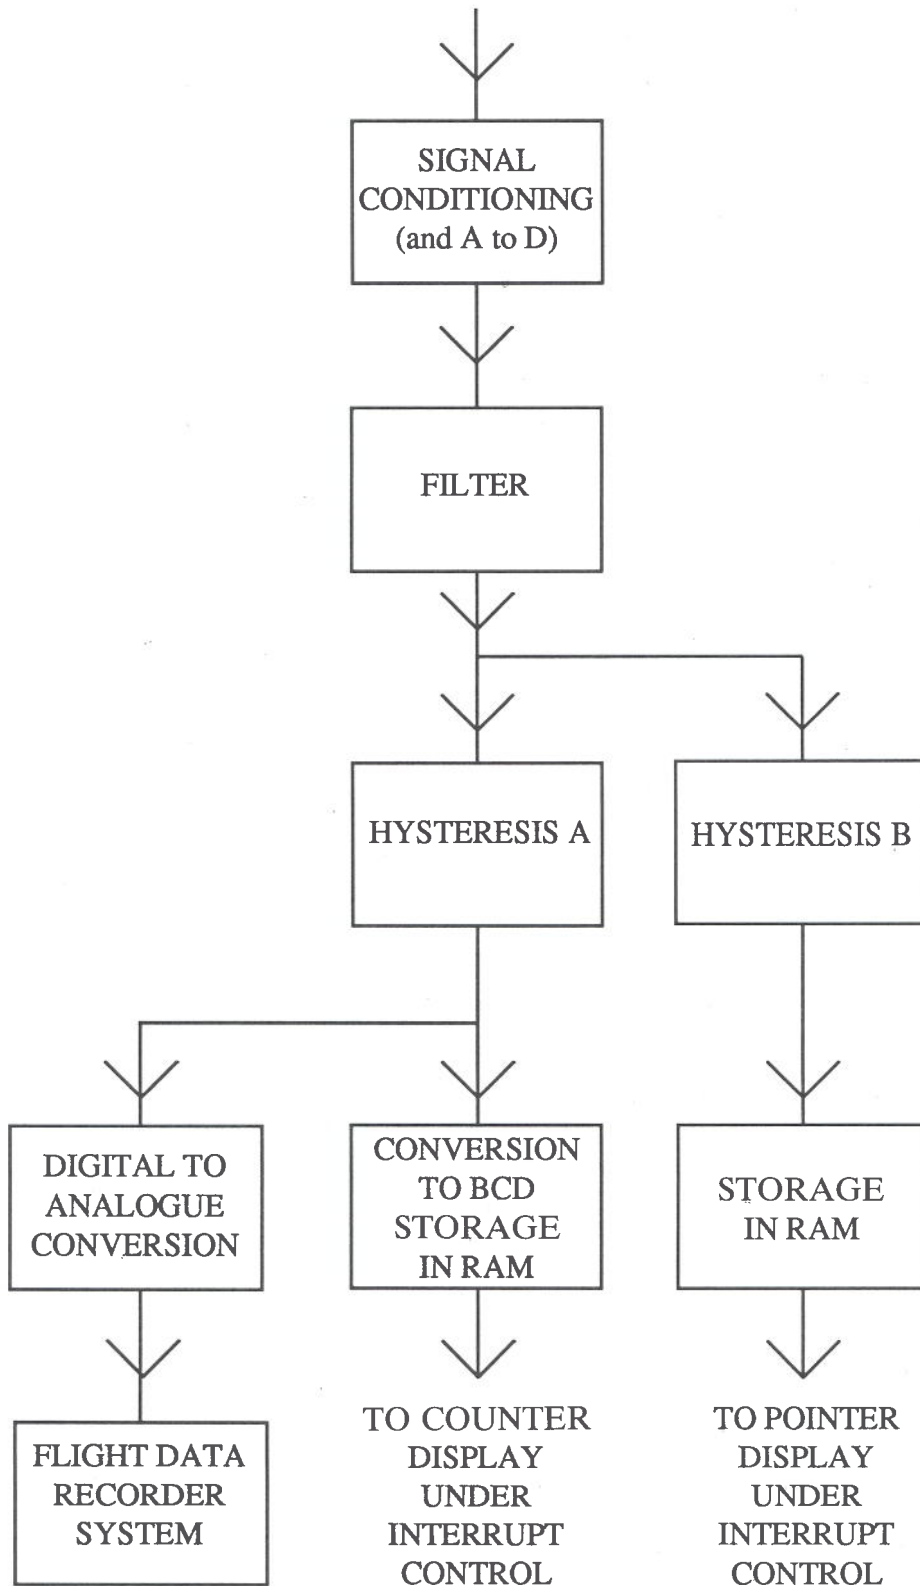 SIGNAL
CONDITIONING
(and A to D)
FILTER
HYSTERESIS A
HYSTERESIS B
DIGITAL TO
ANALOGUE
CONVERSION
CONVERSION
TO BCD
STORAGE
IN RAM
STORAGE
IN RAM
FLIGHT DATA
RECORDER
SYSTEM
TO COUNTER
DISPLAY
UNDER
INTERRUPT
CONTROL
TO POINTER
DISPLAY
UNDER
INTERRUPT
CONTROL